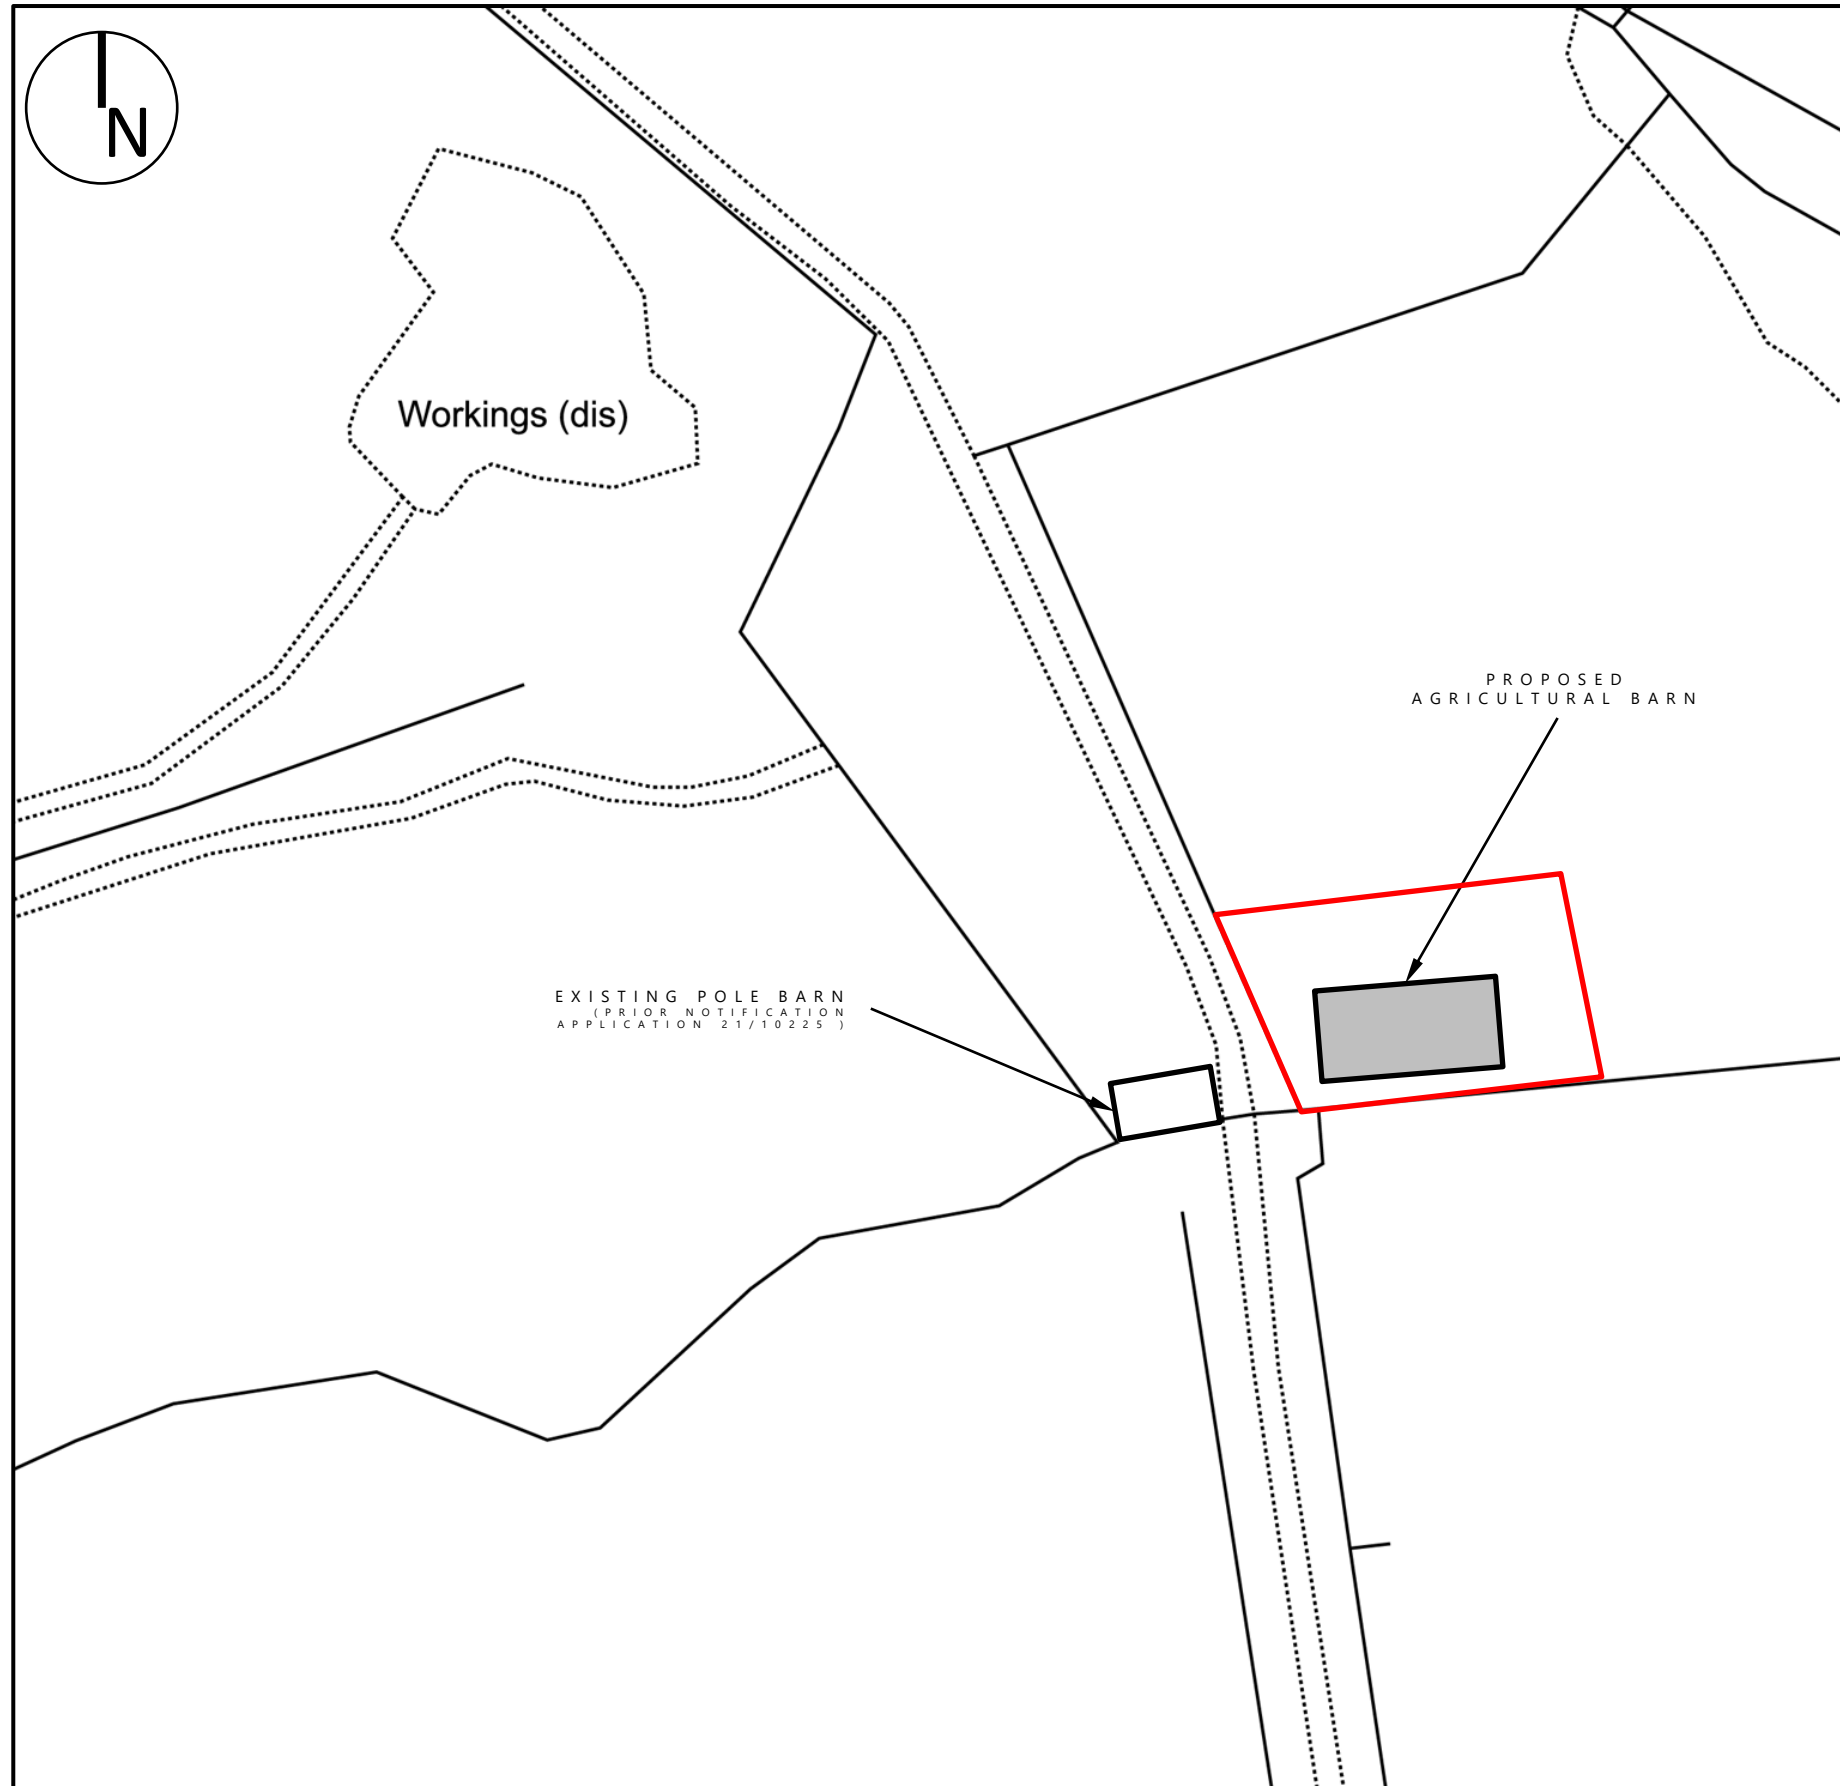 N
Workings (dis)
PROPOSED
AGRICULTURAL BARN
EXISTING POLE BARN
(PRIOR NOTIFICATION
APPLICATION 21/10225 )